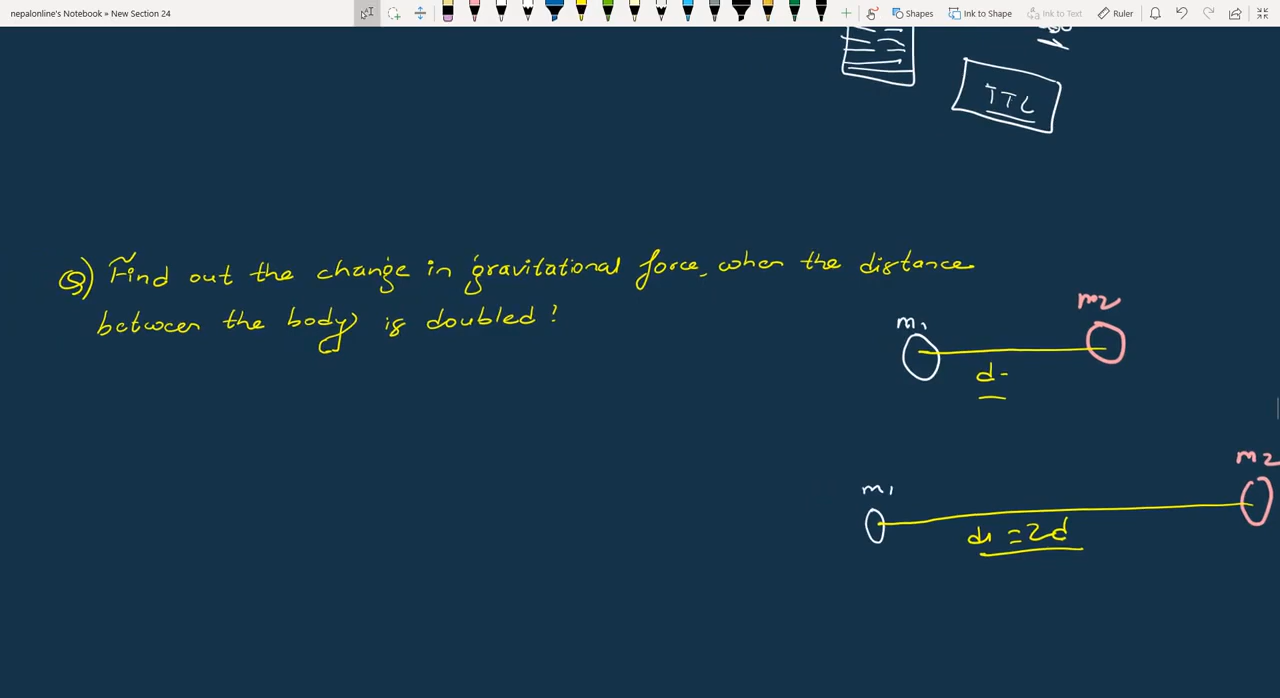 nepalonline's Notebook » New Section 24
Shapes
Ink to Shape
Ink to Text
Ruler
TTL
Q) Find out the change in gravitational force, when the distance
between the body is doubled?
m1
m2
d
m1
m2
d1 = 2d